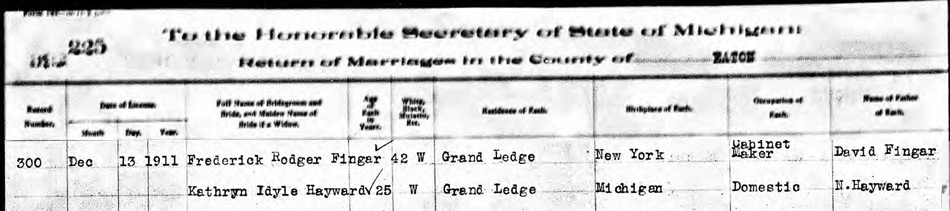 225
To the Honorable Secretary of State of Michigan:
Return of Marriages in the County of EATON
Record Number. Date of License. Full Name of Bridegroom and Bride, and Maiden Name of Bride if a Widow. Age of Each in Years. White, Black, Mulatto, Etc. Residence of Each. Birthplace of Each. Occupation of Each. Name of Father of Each.
Month Day. Year.
300 Dec 13 1911 Frederick Rodger Fingar 42 W Grand Ledge New York Cabinet Maker David Fingar
Kathryn Idyle Hayward 25 W Grand Ledge Michigan Domestic N.Hayward